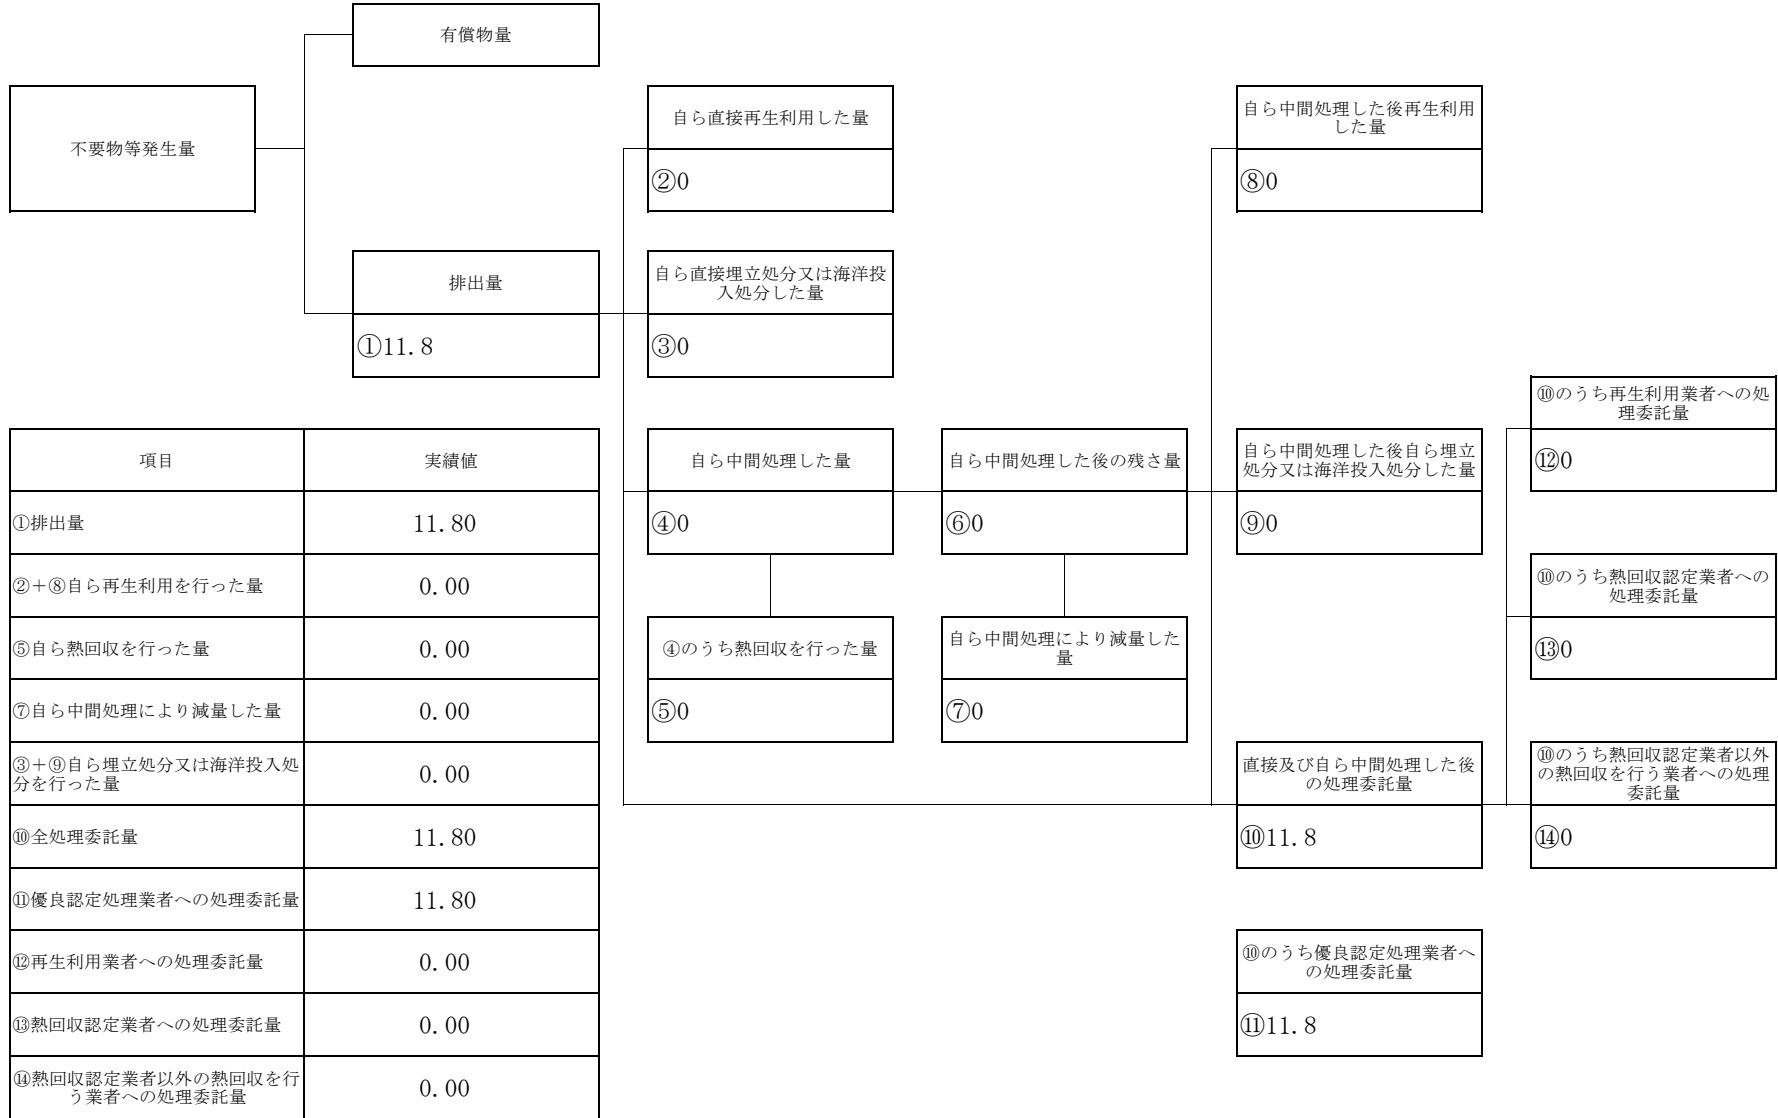 有償物量
不要物等発生量
排出量
①11.8
自ら直接再生利用した量
②0
自ら直接埋立処分又は海洋投
入処分した量
③0
自ら中間処理した量
④0
④のうち熱回収を行った量
⑤0
自ら中間処理した後の残さ量
⑥0
自ら中間処理により減量した
量
⑦0
自ら中間処理した後再生利用
した量
⑧0
自ら中間処理した後自ら埋立
処分又は海洋投入処分した量
⑨0
直接及び自ら中間処理した後
の処理委託量
⑩11.8
⑩のうち優良認定処理業者へ
の処理委託量
⑪11.8
⑩のうち再生利用業者への処
理委託量
⑫0
⑩のうち熱回収認定業者への
処理委託量
⑬0
⑩のうち熱回収認定業者以外
の熱回収を行う業者への処理
委託量
⑭0
項目 実績値
①排出量 11.80
②＋⑧自ら再生利用を行った量 0.00
⑤自ら熱回収を行った量 0.00
⑦自ら中間処理により減量した量 0.00
③＋⑨自ら埋立処分又は海洋投入処
分を行った量 0.00
⑩全処理委託量 11.80
⑪優良認定処理業者への処理委託量 11.80
⑫再生利用業者への処理委託量 0.00
⑬熱回収認定業者への処理委託量 0.00
⑭熱回収認定業者以外の熱回収を行
う業者への処理委託量 0.00